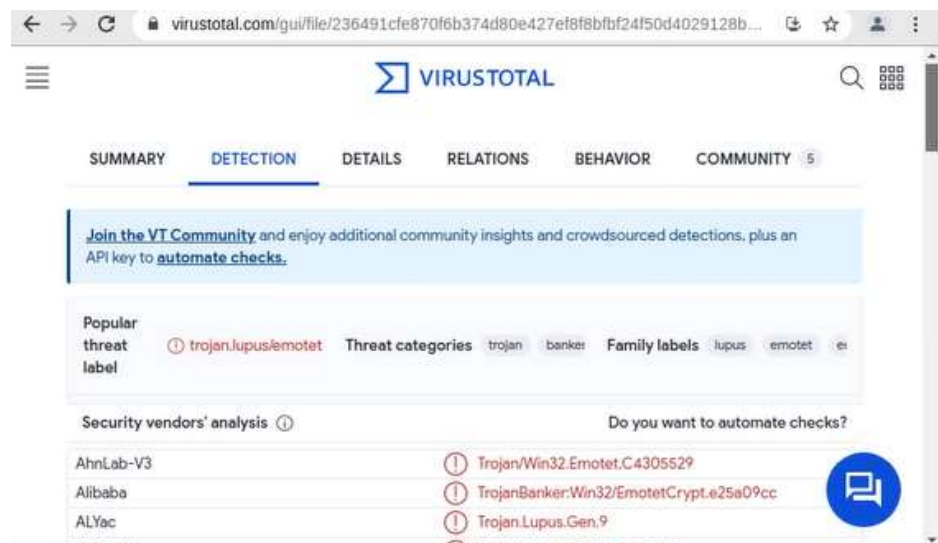 virustotal.com/gui/file/236491cfe870f6b374d80e427ef8f8bfbf24f50d4029128b...
VIRUSTOTAL
SUMMARY DETECTION DETAILS RELATIONS BEHAVIOR COMMUNITY 5
Join the VT Community and enjoy additional community insights and crowdsourced detections, plus an
API key to automate checks.
Popular
threat
label
trojan.lupus/emotet Threat categories trojan banker Family labels lupus emotet
Security vendors' analysis Do you want to automate checks?
AhnLab-V3 Trojan/Win32.Emotet.C4305529
Alibaba TrojanBanker:Win32/EmotetCrypt.e25a09cc
ALYac Trojan.Lupus.Gen.9